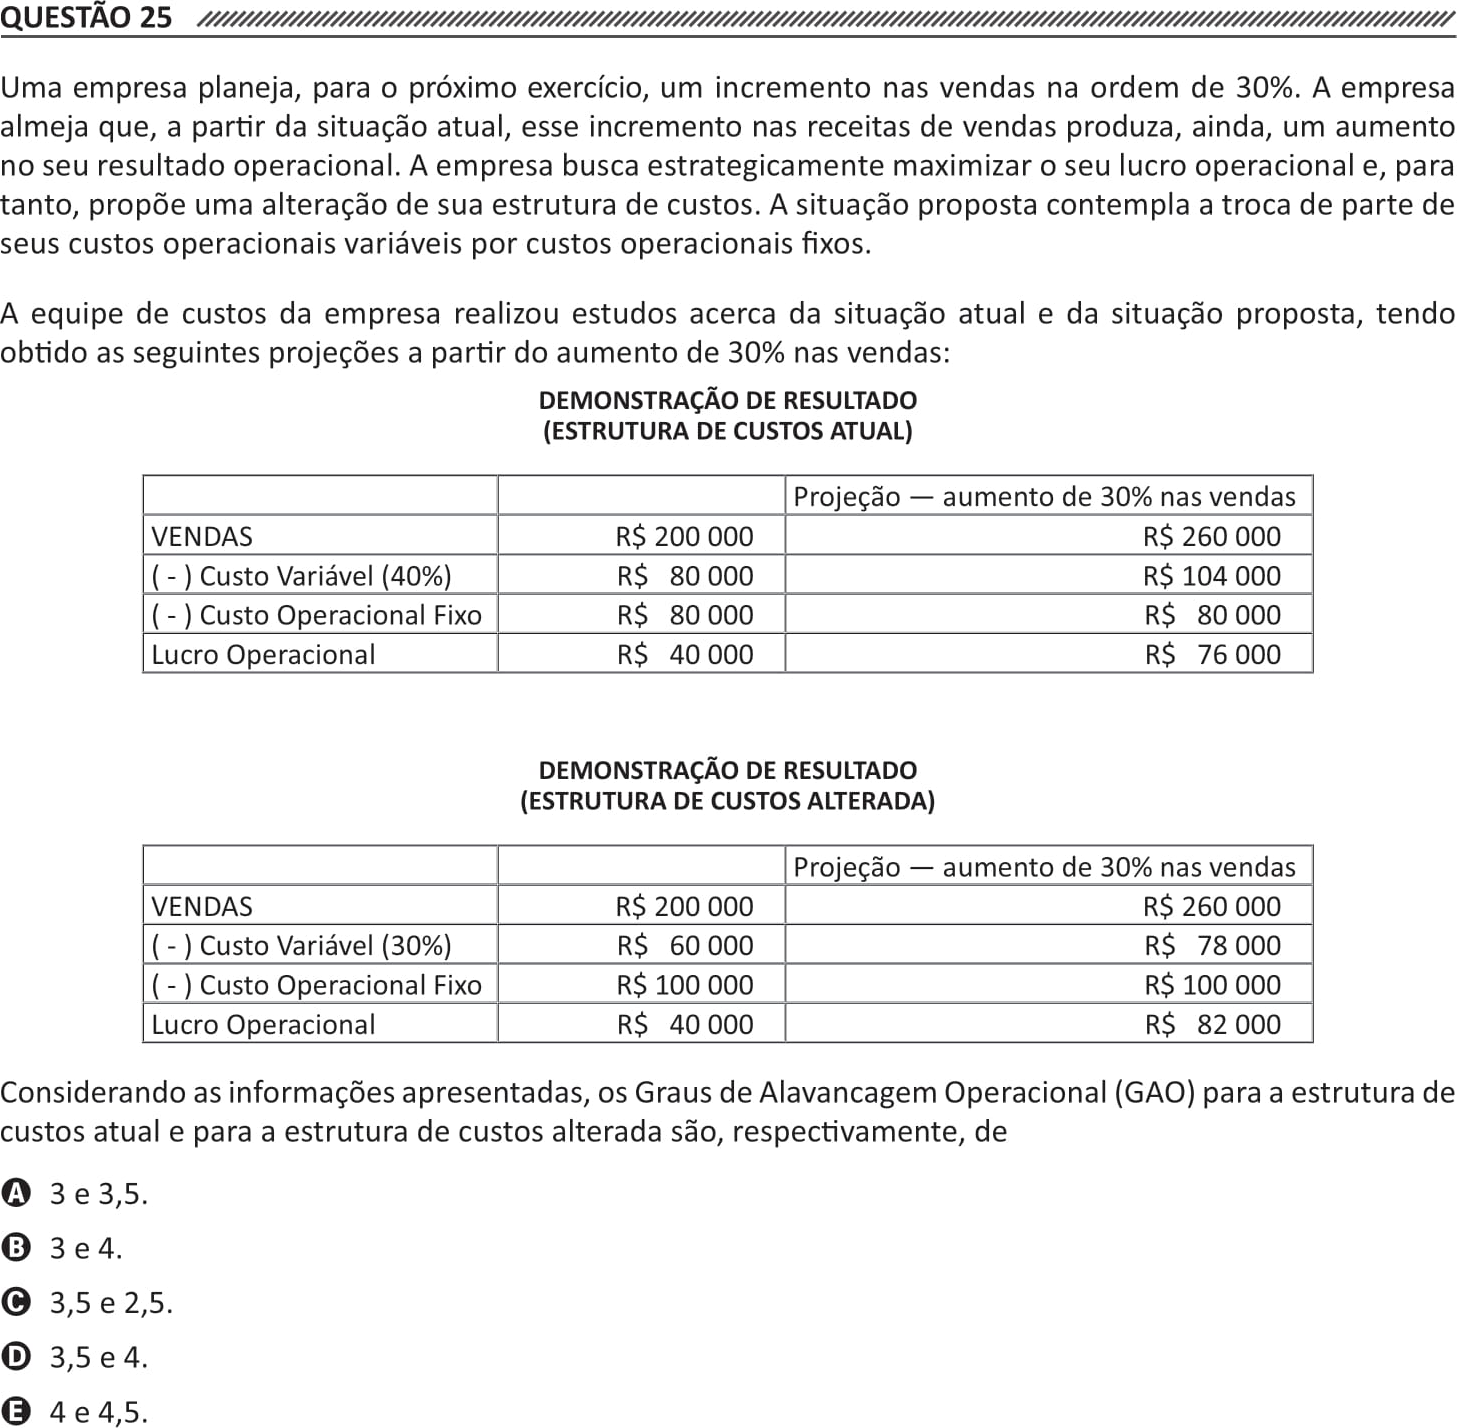 QUESTÃO 25
Uma empresa planeja, para o próximo exercício, um incremento nas vendas na ordem de 30%. A empresa
almeja que, a partir da situação atual, esse incremento nas receitas de vendas produza, ainda, um aumento
no seu resultado operacional. A empresa busca estrategicamente maximizar o seu lucro operacional e, para
tanto, propõe uma alteração de sua estrutura de custos. A situação proposta contempla a troca de parte de
seus custos operacionais variáveis por custos operacionais fixos.
A equipe de custos da empresa realizou estudos acerca da situação atual e da situação proposta, tendo
obtido as seguintes projeções a partir do aumento de 30% nas vendas:
DEMONSTRAÇÃO DE RESULTADO
(ESTRUTURA DE CUSTOS ATUAL)
Projeção — aumento de 30% nas vendas
VENDAS R$ 200 000 R$ 260 000
( - ) Custo Variável (40%) R$ 80 000 R$ 104 000
( - ) Custo Operacional Fixo R$ 80 000 R$ 80 000
Lucro Operacional R$ 40 000 R$ 76 000
DEMONSTRAÇÃO DE RESULTADO
(ESTRUTURA DE CUSTOS ALTERADA)
Projeção — aumento de 30% nas vendas
VENDAS R$ 200 000 R$ 260 000
( - ) Custo Variável (30%) R$ 60 000 R$ 78 000
( - ) Custo Operacional Fixo R$ 100 000 R$ 100 000
Lucro Operacional R$ 40 000 R$ 82 000
Considerando as informações apresentadas, os Graus de Alavancagem Operacional (GAO) para a estrutura de
custos atual e para a estrutura de custos alterada são, respectivamente, de
A 3 e 3,5.
B 3 e 4.
C 3,5 e 2,5.
D 3,5 e 4.
E 4 e 4,5.